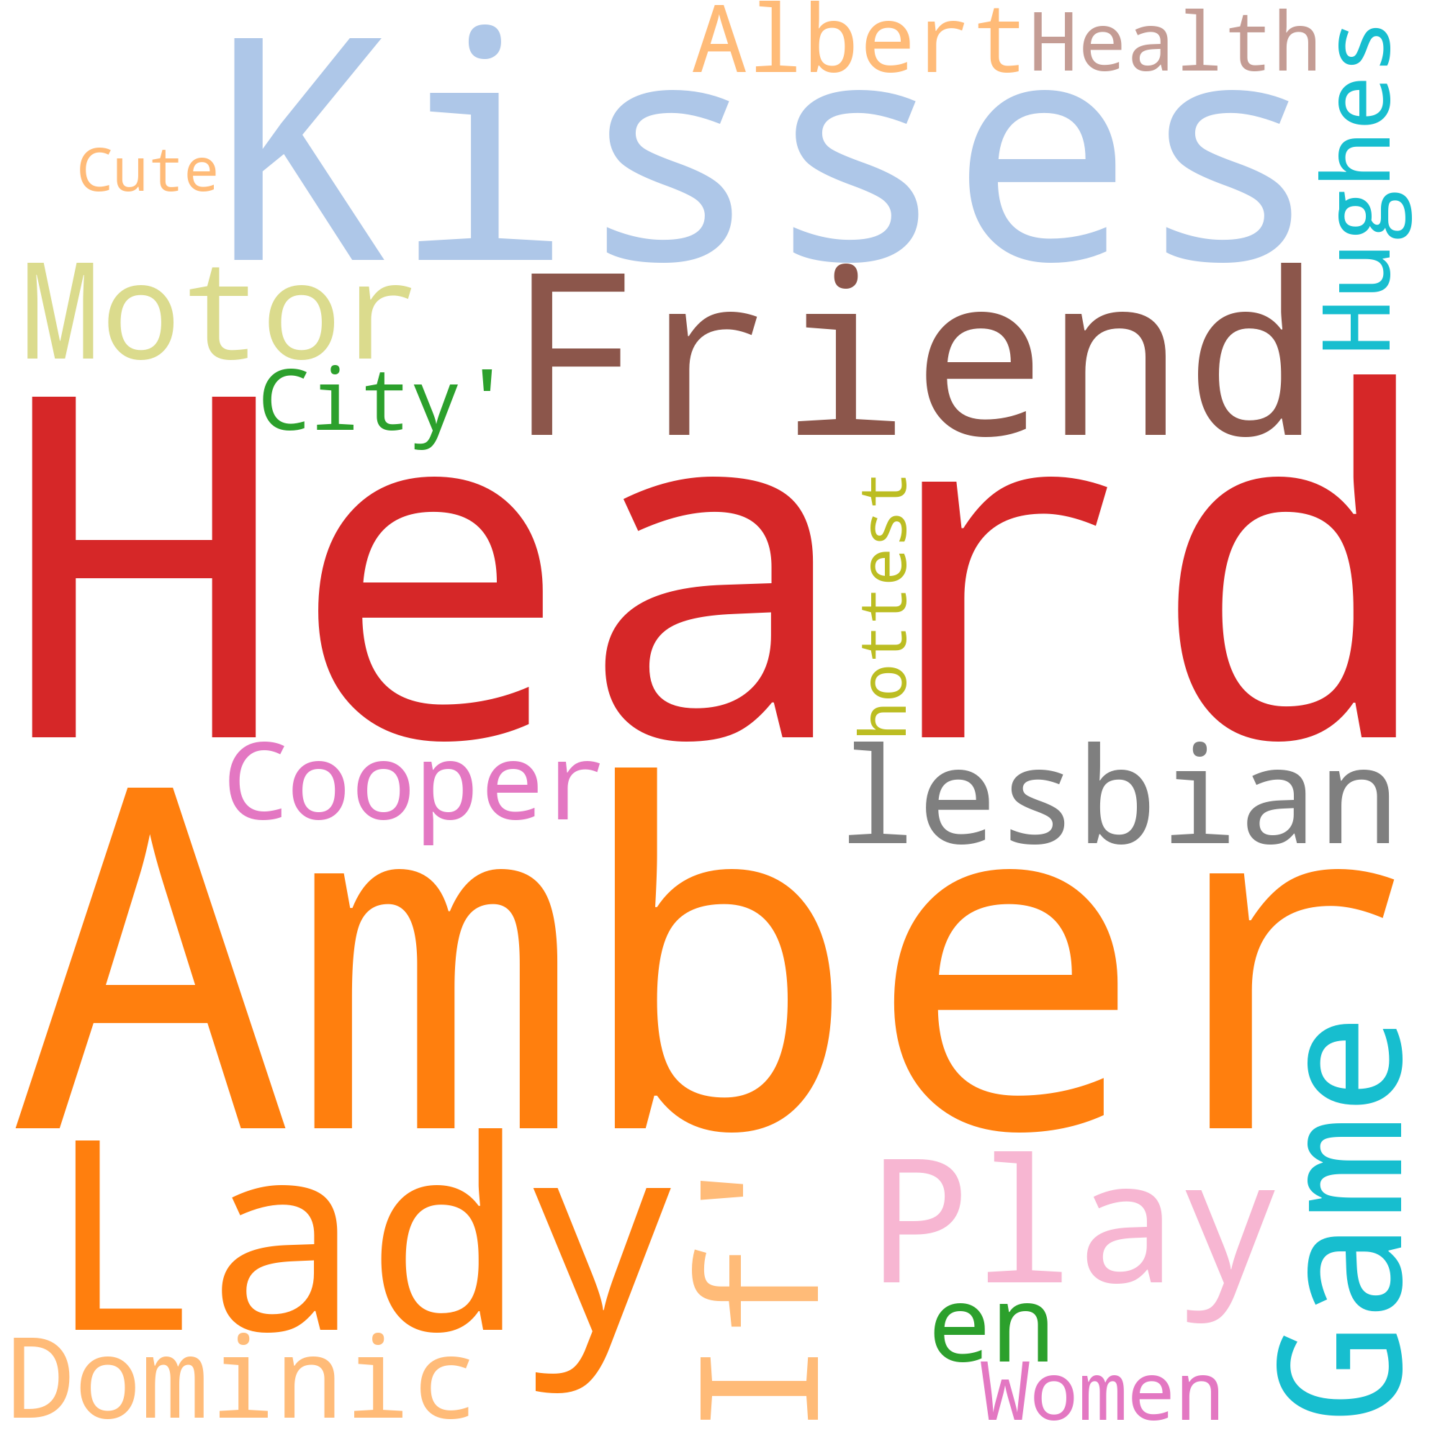 Albert
Health
Kisses
Hughes
Cute
Motor
Friend
City'
Heard
hottest
Cooper
lesbian
Amber
Lady
If'
Play
Game
en
Dominic
Women